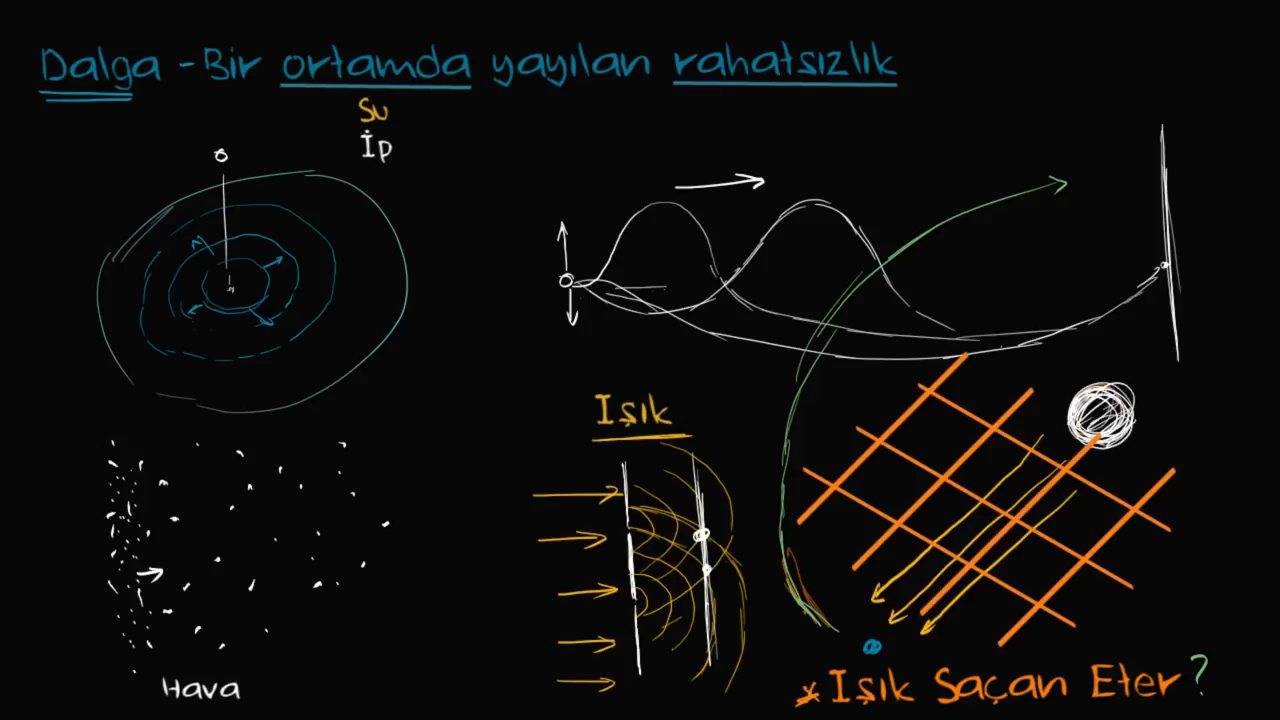 Dalga - Bir ortamda yayılan rahatsızlık
Su
İp
Işık
Hava
* Işık Saçan Eter?